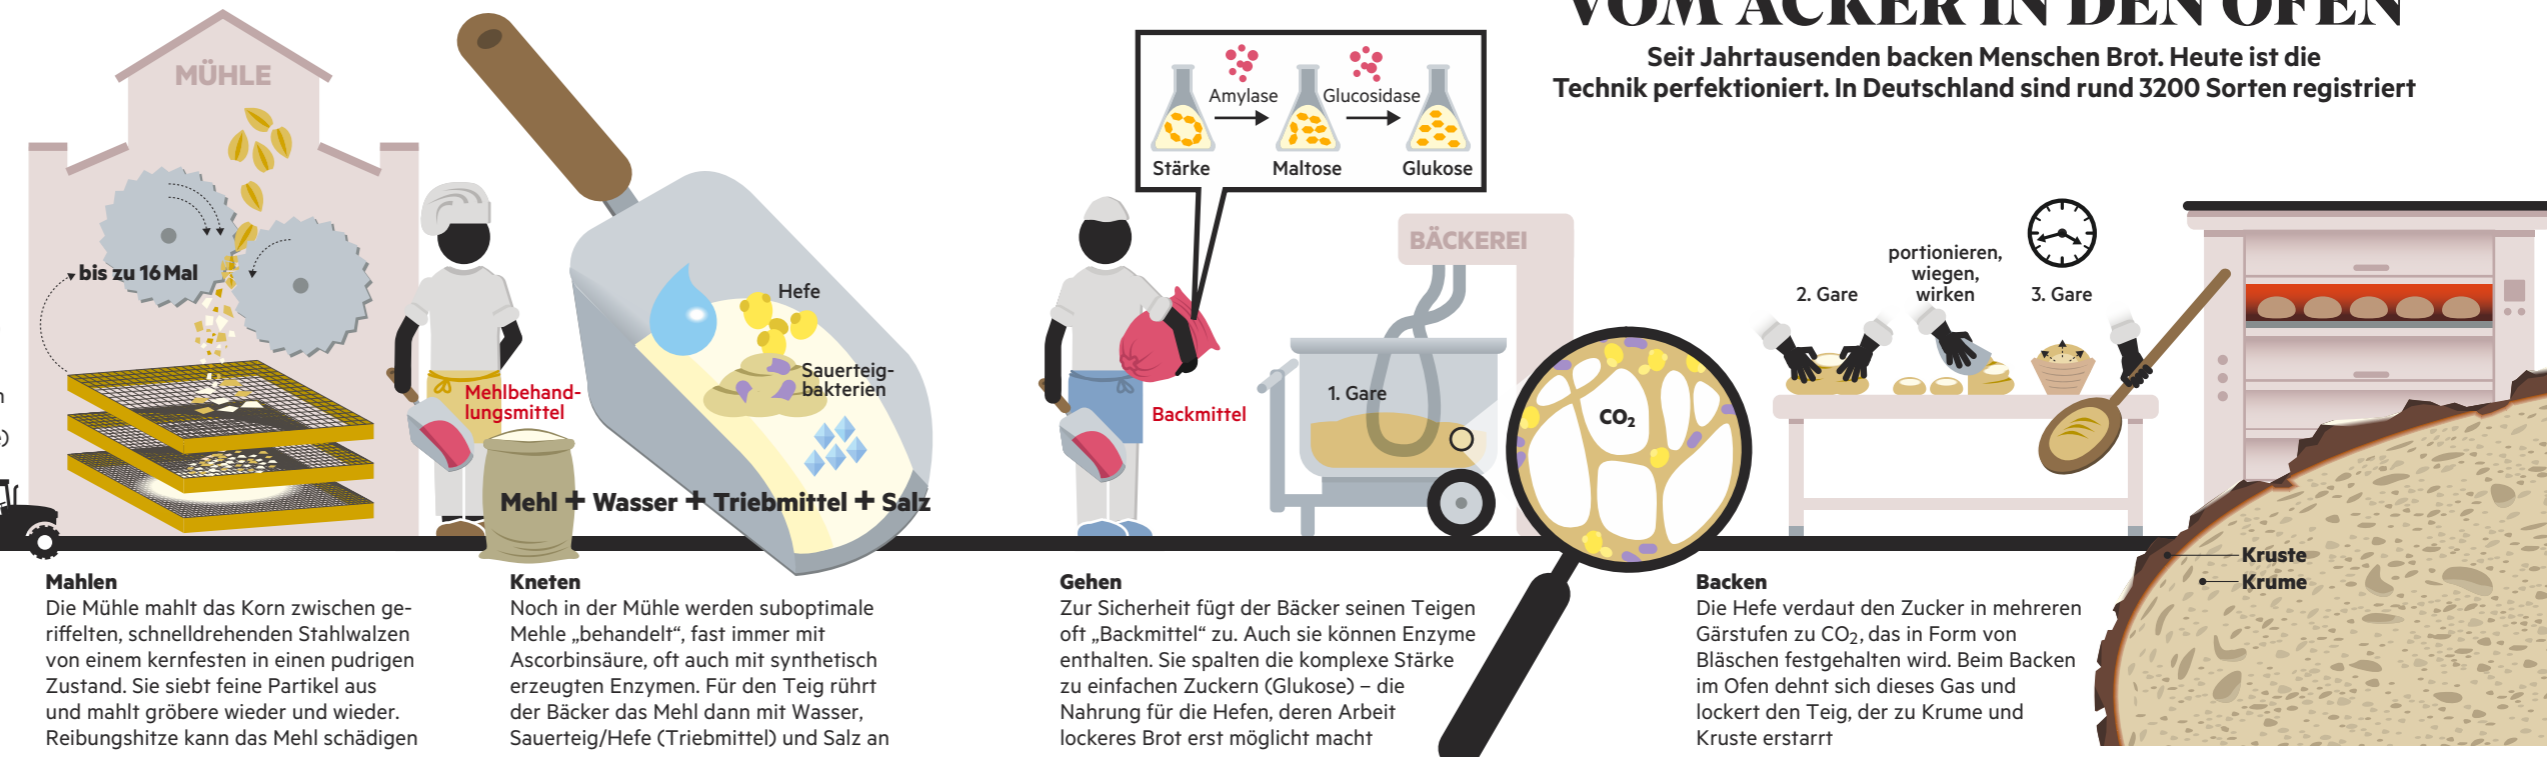 VOM ACKER IN DEN OFEN
Seit Jahrtausenden backen Menschen Brot. Heute ist die
Technik perfektioniert. In Deutschland sind rund 3200 Sorten registriert
MÜHLE
bis zu 16 Mal
Mehlbehand-
lungsmittel
Hefe
Sauerteig-
bakterien
Mehl + Wasser + Triebmittel + Salz
Amylase
Glucosidase
Stärke
Maltose
Glukose
Backmittel
BÄCKEREI
1. Gare
CO₂
2. Gare
portionieren,
wiegen,
wirken
3. Gare
Kruste
Krume
Mahlen
Die Mühle mahlt das Korn zwischen ge-
riffelten, schnelldrehenden Stahlwalzen
von einem kernfesten in einen pudrigen
Zustand. Sie siebt feine Partikel aus
und mahlt gröbere wieder und wieder.
Reibungshitze kann das Mehl schädigen
Kneten
Noch in der Mühle werden suboptimale
Mehle „behandelt“, fast immer mit
Ascorbinsäure, oft auch mit synthetisch
erzeugten Enzymen. Für den Teig rührt
der Bäcker das Mehl dann mit Wasser,
Sauerteig/Hefe (Triebmittel) und Salz an
Gehen
Zur Sicherheit fügt der Bäcker seinen Teigen
oft „Backmittel“ zu. Auch sie können Enzyme
enthalten. Sie spalten die komplexe Stärke
zu einfachen Zuckern (Glukose) – die
Nahrung für die Hefen, deren Arbeit
lockeres Brot erst möglicht macht
Backen
Die Hefe verdaut den Zucker in mehreren
Gärstufen zu CO₂, das in Form von
Bläschen festgehalten wird. Beim Backen
im Ofen dehnt sich dieses Gas und
lockert den Teig, der zu Krume und
Kruste erstarrt